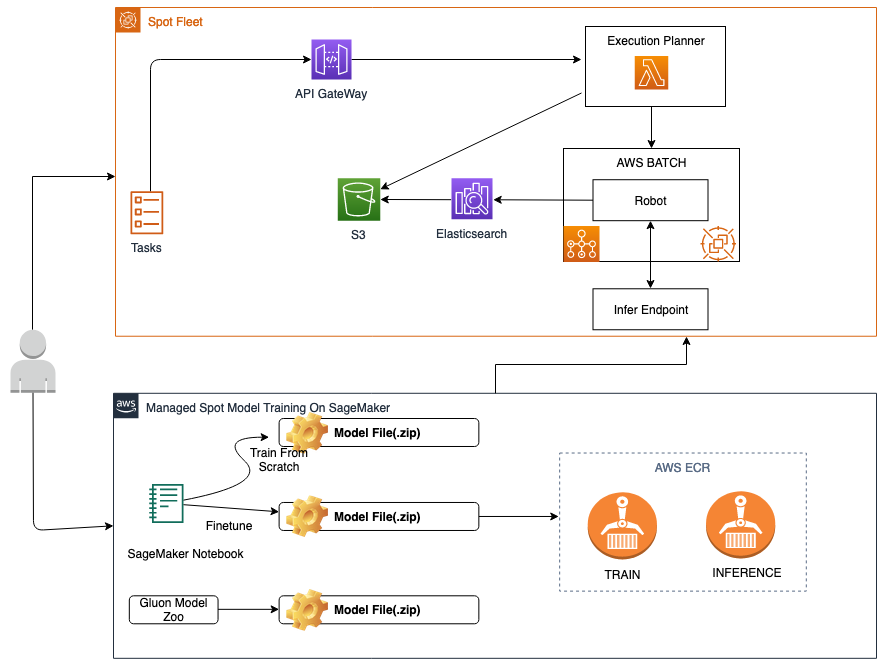 Spot Fleet
Execution Planner
API GateWay
AWS BATCH
Robot
Tasks
S3
Elasticsearch
Infer Endpoint
aws
Managed Spot Model Training On SageMaker
Model File(.zip)
Train From
Scratch
AWS ECR
Model File(.zip)
Finetune
SageMaker Notebook
TRAIN
INFERENCE
Gluon Model
Zoo
Model File(.zip)